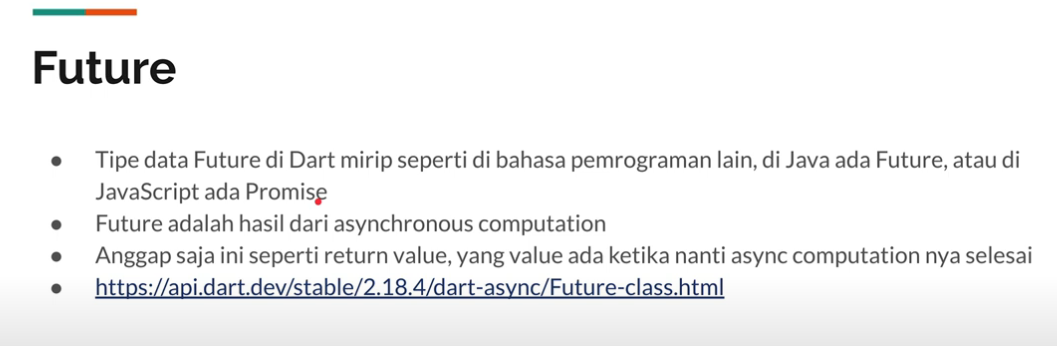 Future
● Tipe data Future di Dart mirip seperti di bahasa pemrograman lain, di Java ada Future, atau di
JavaScript ada Promise
● Future adalah hasil dari asynchronous computation
● Anggap saja ini seperti return value, yang value ada ketika nanti async computation nya selesai
● https://api.dart.dev/stable/2.18.4/dart-async/Future-class.html